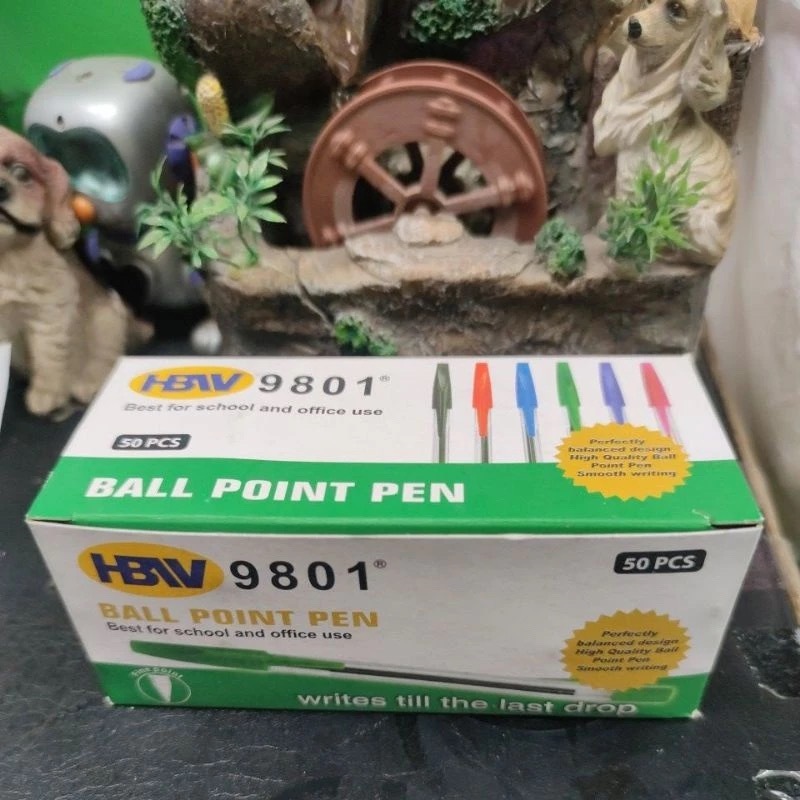 HBW 9801®
Best for school and office use
50 PCS
BALL POINT PEN
Perfectly
balanced design
High Quality Ball
Point Pen
Smooth writing
HBW 9801®
50 PCS
BALL POINT PEN
Best for school and office use
fine point
Perfectly
balanced design
High Quality Ball
Point Pen
Smooth writing
writes till the last drop